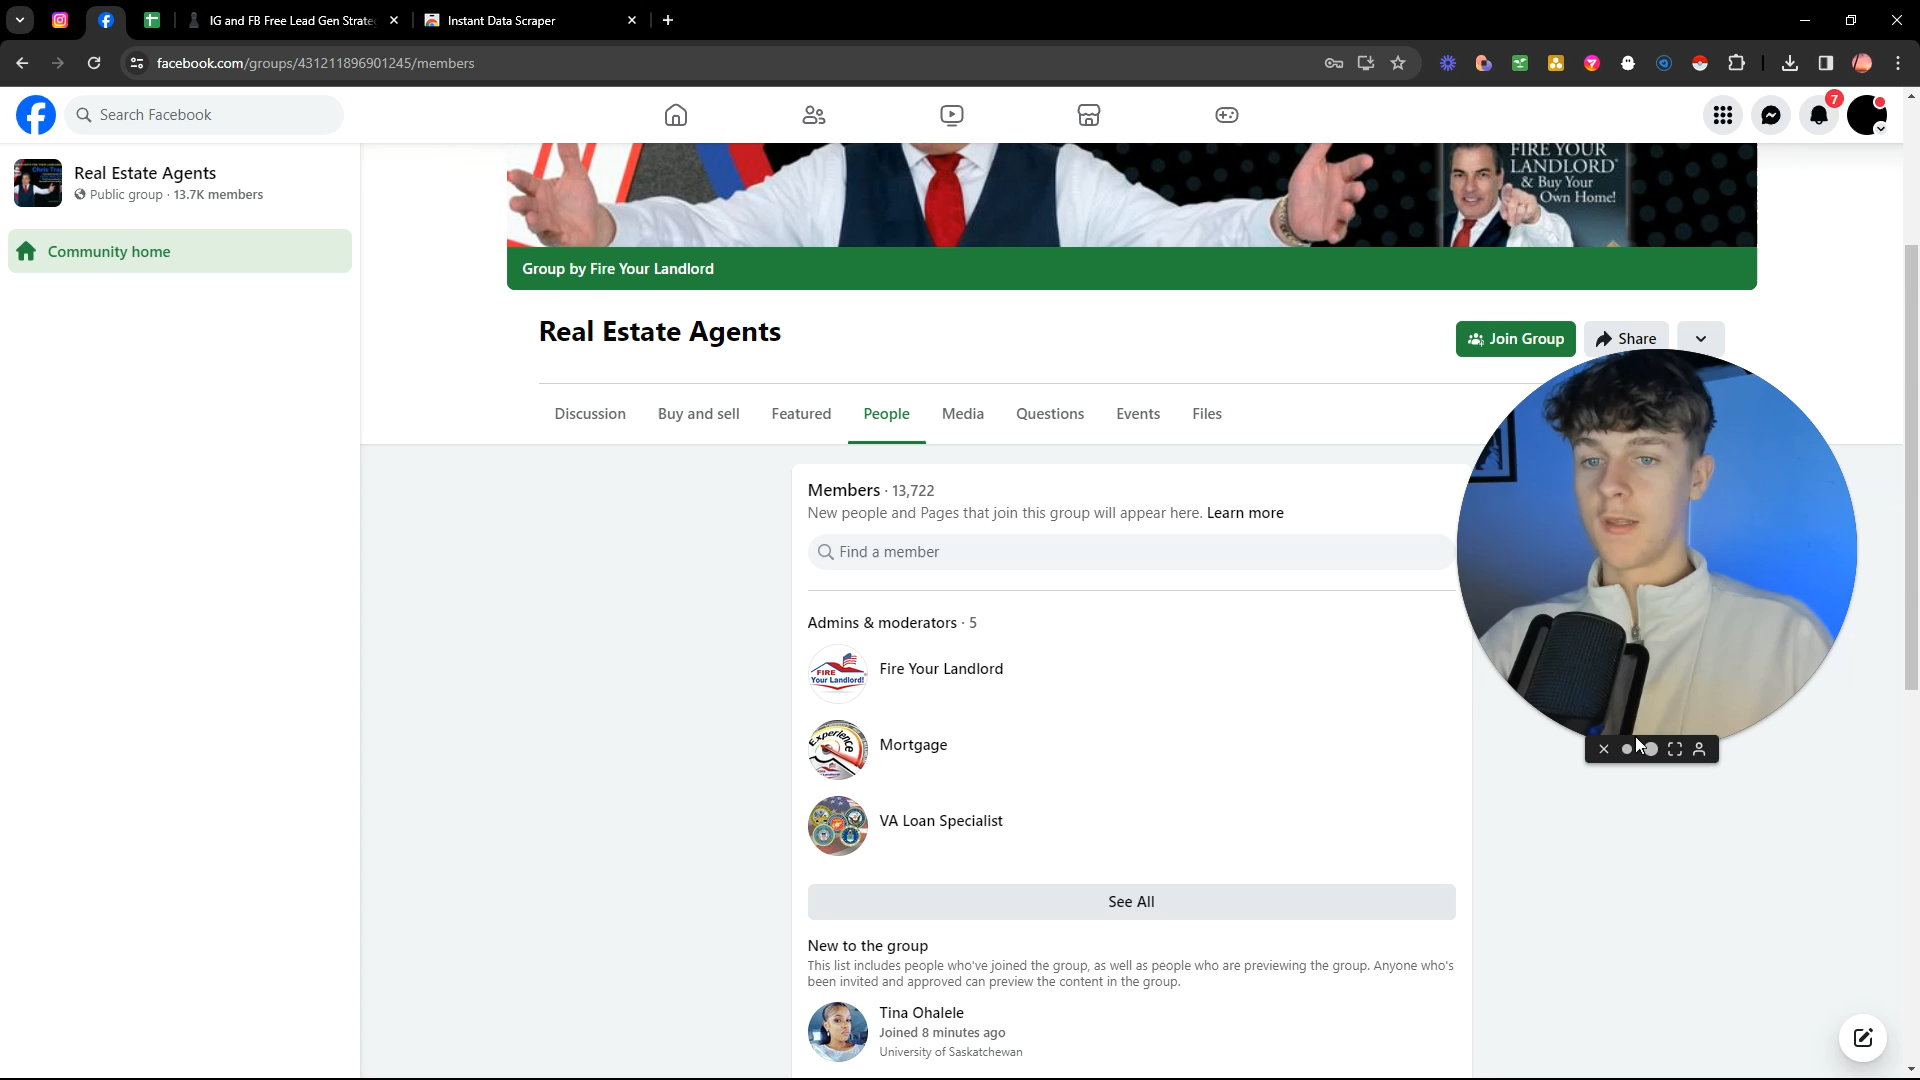 IG and FB Free Lead Gen Strate
Instant Data Scraper
facebook.com/groups/431211896901245/members
Search Facebook
7
Real Estate Agents
Public group · 13.7K members
Community home
FIRE YOUR
LANDLORD
& Buy Your
Own Home!
Group by Fire Your Landlord
Real Estate Agents
Join Group
Share
Discussion
Buy and sell
Featured
People
Media
Questions
Events
Files
Members · 13,722
New people and Pages that join this group will appear here. Learn more
Find a member
Admins & moderators · 5
FIRE
Your Landlord!
Fire Your Landlord
Experience
Mortgage
VA Loan Specialist
See All
New to the group
This list includes people who've joined the group, as well as people who are previewing the group. Anyone who's
been invited and approved can preview the content in the group.
Tina Ohalele
Joined 8 minutes ago
University of Saskatchewan